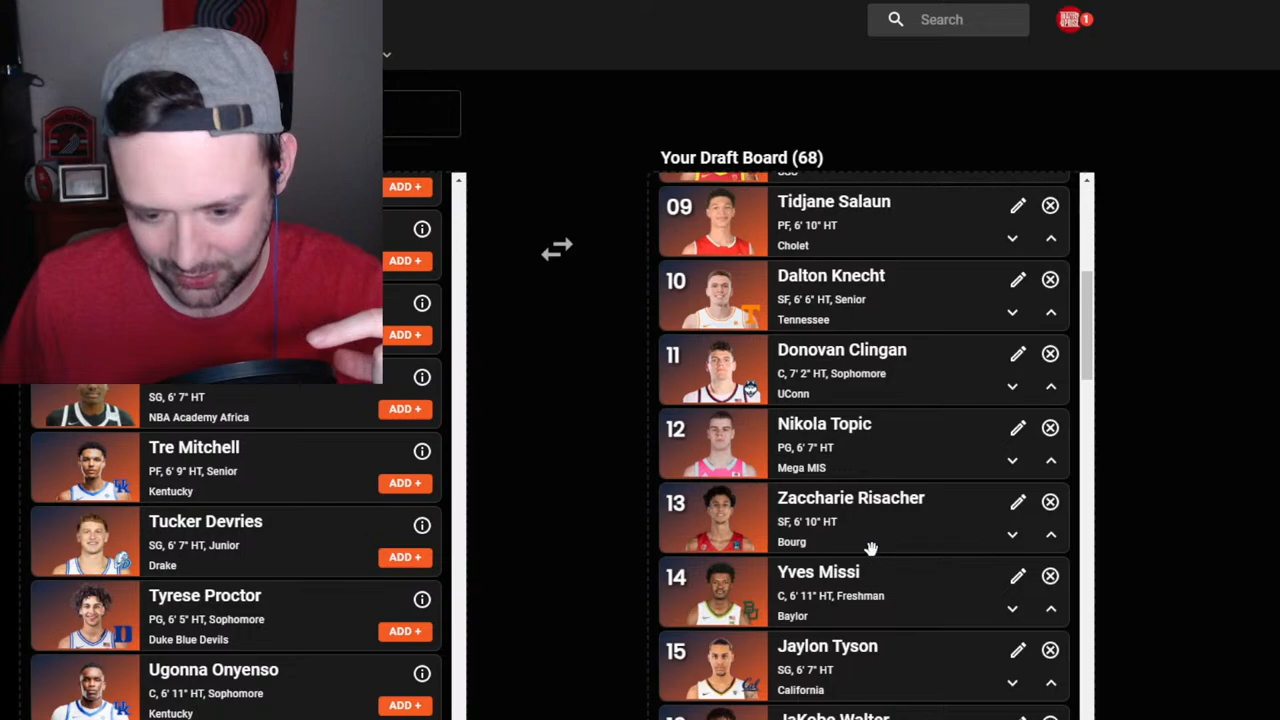 Search
1
Your Draft Board (68)
ADD +
ADD +
ADD +
SG, 6' 7" HT
NBA Academy Africa
ADD +
Tre Mitchell
PF, 6' 9" HT, Senior
Kentucky
ADD +
Tucker Devries
SG, 6' 7" HT, Junior
Drake
ADD +
Tyrese Proctor
PG, 6' 5" HT, Sophomore
Duke Blue Devils
ADD +
Ugonna Onyenso
C, 6' 11" HT, Sophomore
Kentucky
ADD +
09
Tidjane Salaun
PF, 6' 10" HT
Cholet
10
Dalton Knecht
SF, 6' 6" HT, Senior
Tennessee
11
Donovan Clingan
C, 7' 2" HT, Sophomore
UConn
12
Nikola Topic
PG, 6' 7" HT
Mega MIS
13
Zaccharie Risacher
SF, 6' 10" HT
Bourg
14
Yves Missi
C, 6' 11" HT, Freshman
Baylor
15
Jaylon Tyson
SG, 6' 7" HT
California
JaKobe Walter